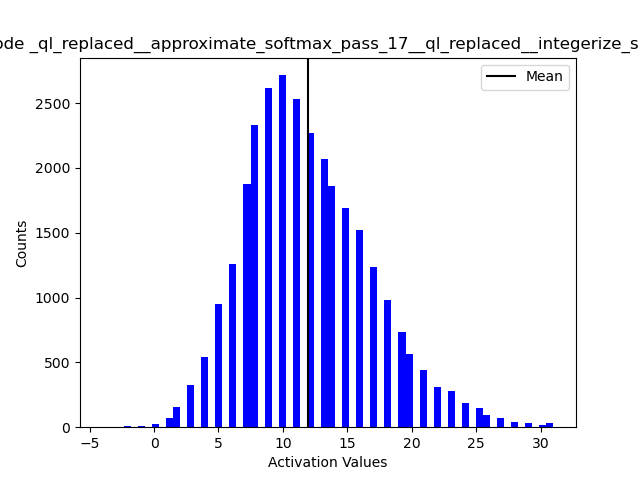 ode _ql_replaced__approximate_softmax_pass_17__ql_replaced__integerize_s
Mean
Counts
2500
2000
1500
1000
500
0
−5 0 5 10 15 20 25 30
Activation Values